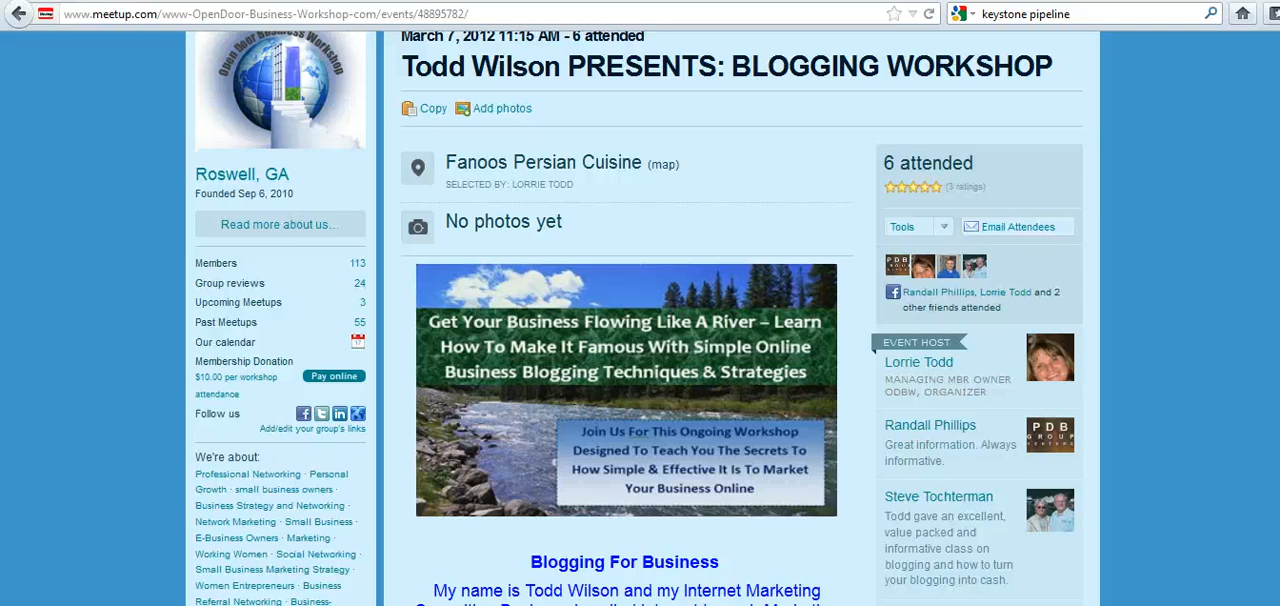 www.meetup.com/www-OpenDoor-Business-Workshop-com/events/48895782/
keystone pipeline
Open Door Business Workshop
Roswell, GA
Founded Sep 6, 2010
Read more about us...
Members 113
Group reviews 24
Upcoming Meetups 3
Past Meetups 55
Our calendar
Membership Donation
$10.00 per workshop
attendance
Pay online
Follow us
Add/edit your group's links
We're about:
Professional Networking · Personal
Growth · small business owners ·
Business Strategy and Networking ·
Network Marketing · Small Business ·
E-Business Owners · Marketing ·
Working Women · Social Networking ·
Small Business Marketing Strategy ·
Women Entrepreneurs · Business
Referral Networking · Business-
March 7, 2012 11:15 AM - 6 attended
Todd Wilson PRESENTS: BLOGGING WORKSHOP
Copy Add photos
Fanoos Persian Cuisine (map)
SELECTED BY: LORRIE TODD
No photos yet
Get Your Business Flowing Like A River – Learn
How To Make It Famous With Simple Online
Business Blogging Techniques & Strategies
Join Us For This Ongoing Workshop
Designed To Teach You The Secrets To
How Simple & Effective It Is To Market
Your Business Online
Blogging For Business
My name is Todd Wilson and my Internet Marketing
6 attended
(3 ratings)
Tools Email Attendees
PDB
Randall Phillips, Lorrie Todd and 2
other friends attended
EVENT HOST
Lorrie Todd
MANAGING MBR OWNER
ODBW, ORGANIZER
Randall Phillips
Great information. Always
informative.
PDB
GROUP
Steve Tochterman
Todd gave an excellent,
value packed and
informative class on
blogging and how to turn
your blogging into cash.